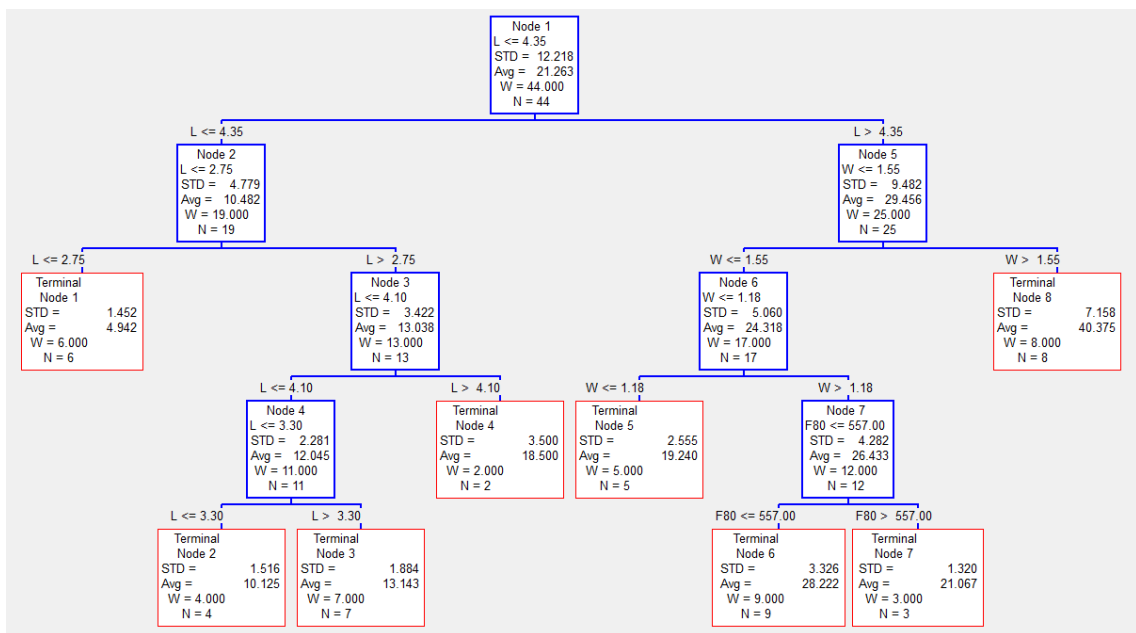 Node 1
L <= 4.35
STD = 12.218
Avg = 21.263
W = 44.000
N = 44
L <= 4.35
L > 4.35
Node 2
L <= 2.75
STD = 4.779
Avg = 10.482
W = 19.000
N = 19
Node 5
W <= 1.55
STD = 9.482
Avg = 29.456
W = 25.000
N = 25
L <= 2.75
L > 2.75
W <= 1.55
W > 1.55
Terminal
Node 1
STD = 1.452
Avg = 4.942
W = 6.000
N = 6
Node 3
L <= 4.10
STD = 3.422
Avg = 13.038
W = 13.000
N = 13
Node 6
W <= 1.18
STD = 5.060
Avg = 24.318
W = 17.000
N = 17
Terminal
Node 8
STD = 7.158
Avg = 40.375
W = 8.000
N = 8
L <= 4.10
L > 4.10
W <= 1.18
W > 1.18
Node 4
L <= 3.30
STD = 2.281
Avg = 12.045
W = 11.000
N = 11
Terminal
Node 4
STD = 3.500
Avg = 18.500
W = 2.000
N = 2
Terminal
Node 5
STD = 2.555
Avg = 19.240
W = 5.000
N = 5
Node 7
F80 <= 557.00
STD = 4.282
Avg = 26.433
W = 12.000
N = 12
L <= 3.30
L > 3.30
F80 <= 557.00
F80 > 557.00
Terminal
Node 2
STD = 1.516
Avg = 10.125
W = 4.000
N = 4
Terminal
Node 3
STD = 1.884
Avg = 13.143
W = 7.000
N = 7
Terminal
Node 6
STD = 3.326
Avg = 28.222
W = 9.000
N = 9
Terminal
Node 7
STD = 1.320
Avg = 21.067
W = 3.000
N = 3